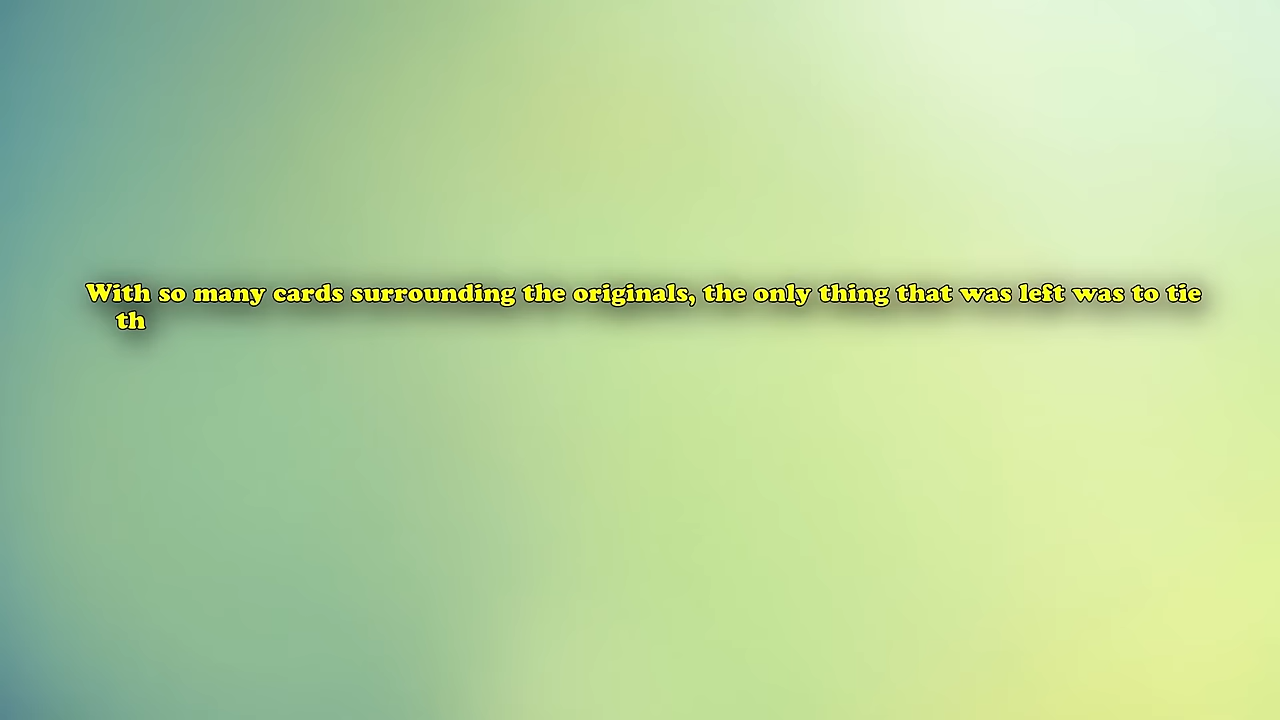 With so many cards surrounding the originals, the only thing that was left was to tie
th